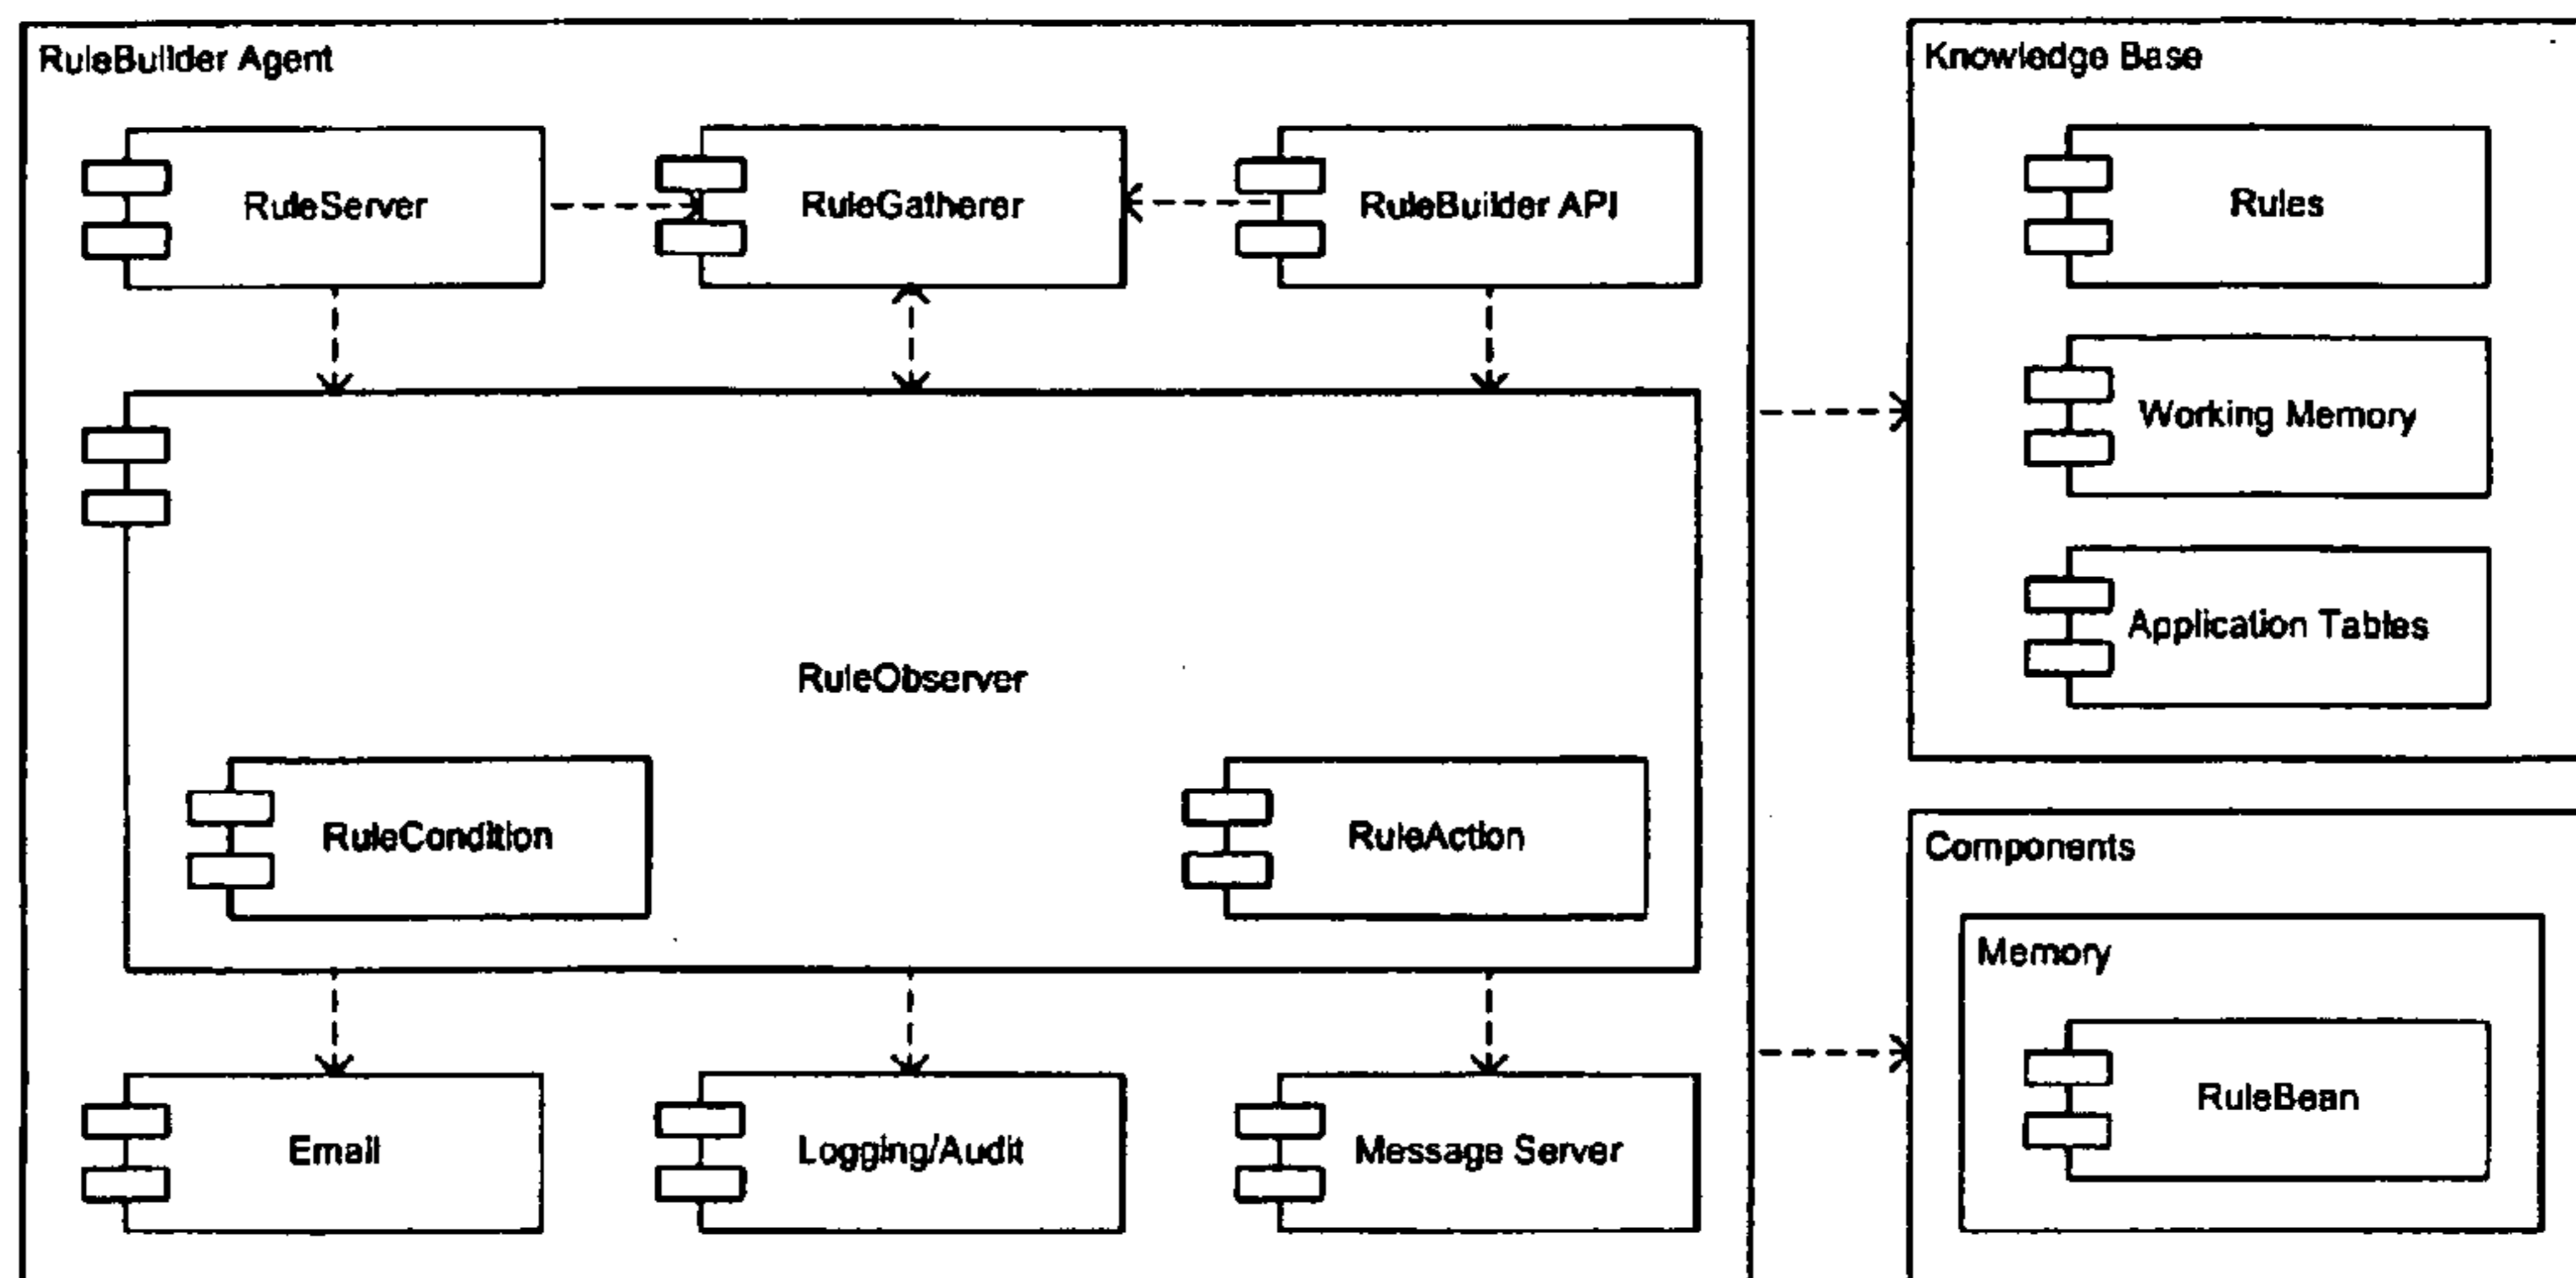 RuleBuilder Agent
RuleServer
RuleGatherer
RuleBuilder API
RuleObserver
RuleCondition
RuleAction
Email
Logging/Audit
Message Server
Knowledge Base
Rules
Working Memory
Application Tables
Components
Memory
RuleBean